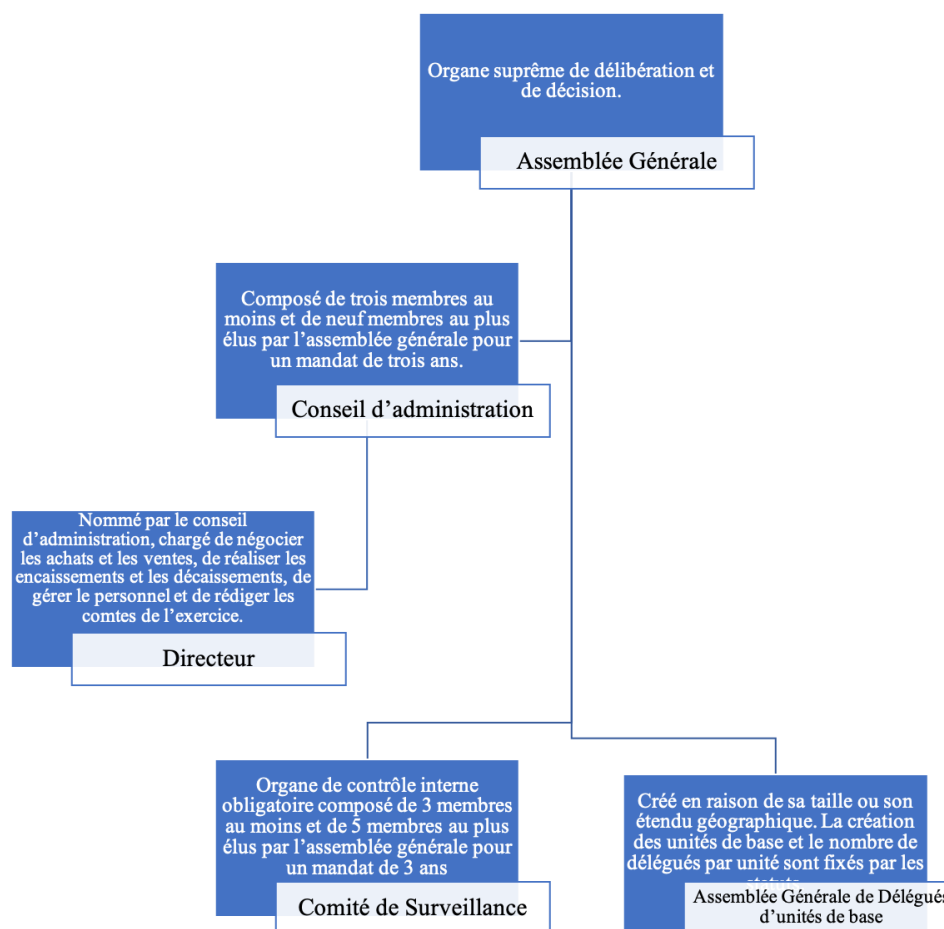 Organe suprême de délibération et
de décision.
Assemblée Générale
Composé de trois membres au
moins et de neuf membres au plus
élus par l’assemblée générale pour
un mandat de trois ans.
Conseil d’administration
Nommé par le conseil
d’administration, chargé de négocier
les achats et les ventes, de réaliser les
encaissements et les décaissements, de
gérer le personnel et de rédiger les
comtes de l’exercice.
Directeur
Organe de contrôle interne
obligatoire composé de 3 membres
au moins et de 5 membres au plus
élus par l’assemblée générale pour
un mandat de 3 ans
Comité de Surveillance
Créé en raison de sa taille ou son
étendu géographique. La création
des unités de base et le nombre de
délégués par unité sont fixés par les
Assemblée Générale de Délégués
d’unités de base